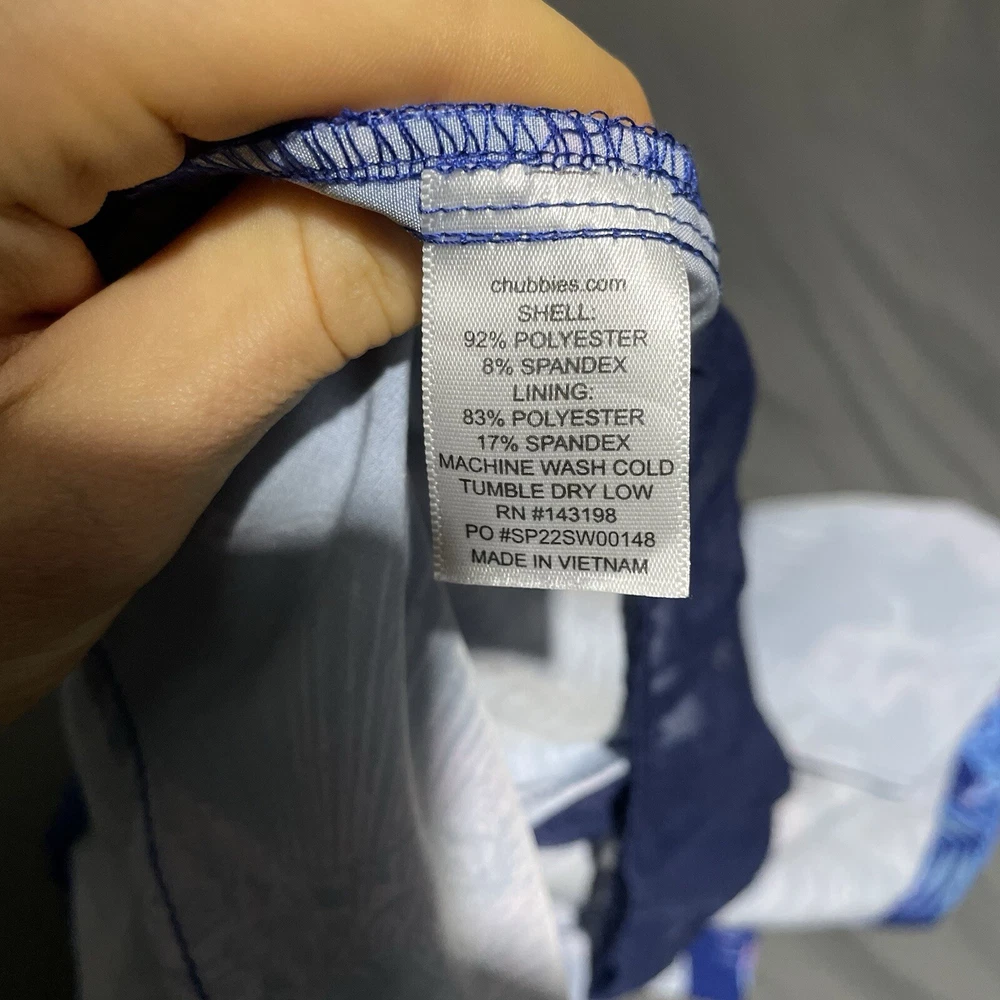 chubbies.com
SHELL:
92% POLYESTER
8% SPANDEX
LINING:
83% POLYESTER
17% SPANDEX
MACHINE WASH COLD
TUMBLE DRY LOW
RN #143198
PO #SP22SW00148
MADE IN VIETNAM